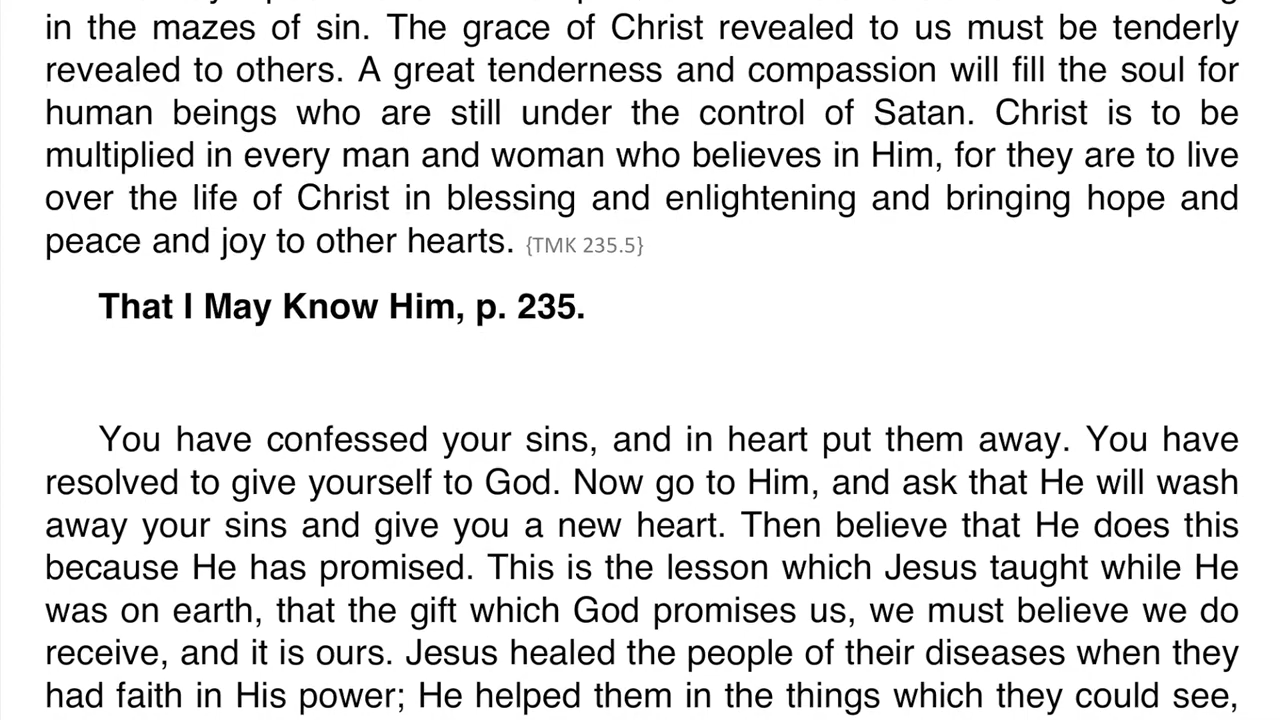 in the mazes of sin. The grace of Christ revealed to us must be tenderly
revealed to others. A great tenderness and compassion will fill the soul for
human beings who are still under the control of Satan. Christ is to be
multiplied in every man and woman who believes in Him, for they are to live
over the life of Christ in blessing and enlightening and bringing hope and
peace and joy to other hearts. {TMK 235.5}
That I May Know Him, p. 235.
You have confessed your sins, and in heart put them away. You have
resolved to give yourself to God. Now go to Him, and ask that He will wash
away your sins and give you a new heart. Then believe that He does this
because He has promised. This is the lesson which Jesus taught while He
was on earth, that the gift which God promises us, we must believe we do
receive, and it is ours. Jesus healed the people of their diseases when they
had faith in His power; He helped them in the things which they could see,